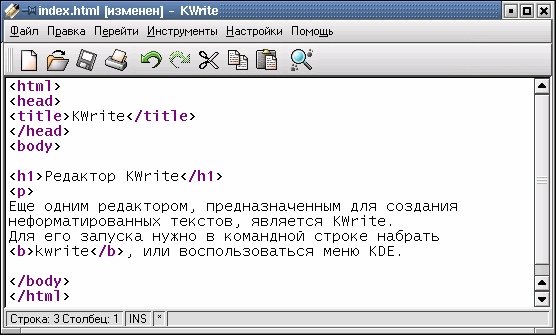 index.html [изменен] - KWrite
Файл Правка Перейти Инструменты Настройки Помощь
<html>
<head>
<title>KWrite</title>
</head>
<body>
<h1>Редактор KWrite</h1>
<p>
Еще одним редактором, предназначенным для создания
неформатированных текстов, является KWrite.
Для его запуска нужно в командной строке набрать
<b>kwrite</b>, или воспользоваться меню KDE.
</body>
</html>
Строка: 3 Столбец: 1 INS *